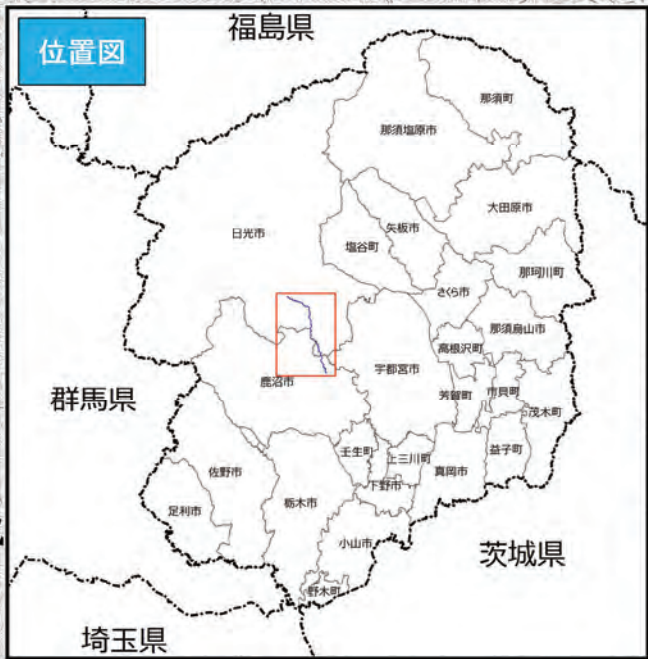 福島県
位置図
那須町
那須塩原市
大田原市
矢板市
日光市
塩谷町
那珂川町
さくら市
那須烏山市
高根沢町
宇都宮市
鹿沼市
群馬県
芳賀町
市貝町
茂木町
壬生町
上三川町
益子町
佐野市
真岡市
下野市
栃木市
足利市
小山市
茨城県
野木町
埼玉県